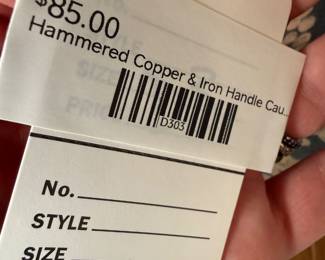 $85.00
Hammered Copper & Iron Handle Cau...
D303
No.
STYLE
SIZE